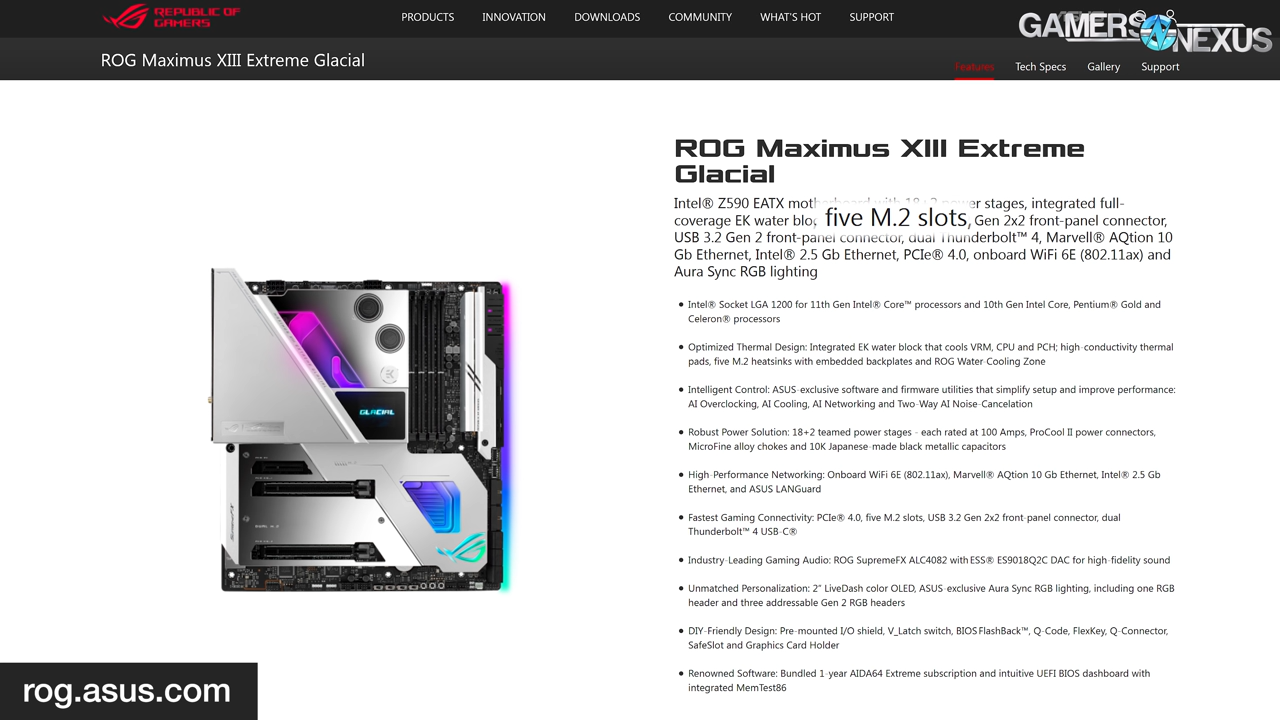 REPUBLIC OF
GAMERS
PRODUCTS INNOVATION DOWNLOADS COMMUNITY WHAT'S HOT SUPPORT
GAMERS NEXUS
ROG Maximus XIII Extreme Glacial
Features Tech Specs Gallery Support
ROG Maximus XIII Extreme
Glacial
Intel® Z590 EATX motherboard with 18+2 power stages, integrated full-
coverage EK water five M.2 slots, Gen 2x2 front-panel connector,
USB 3.2 Gen 2 front-panel connector, dual Thunderbolt™ 4, Marvell® AQtion 10
Gb Ethernet, Intel® 2.5 Gb Ethernet, PCIe® 4.0, onboard WiFi 6E (802.11ax) and
Aura Sync RGB lighting
• Intel® Socket LGA 1200 for 11th Gen Intel® Core™ processors and 10th Gen Intel Core, Pentium® Gold and
Celeron® processors
• Optimized Thermal Design: Integrated EK water block that cools VRM, CPU and PCH; high-conductivity thermal
pads, five M.2 heatsinks with embedded backplates and ROG Water-Cooling Zone
• Intelligent Control: ASUS-exclusive software and firmware utilities that simplify setup and improve performance:
AI Overclocking, AI Cooling, AI Networking and Two-Way AI Noise-Cancelation
• Robust Power Solution: 18+2 teamed power stages - each rated at 100 Amps, ProCool II power connectors,
MicroFine alloy chokes and 10K Japanese-made black metallic capacitors
• High-Performance Networking: Onboard WiFi 6E (802.11ax), Marvell® AQtion 10 Gb Ethernet, Intel® 2.5 Gb
Ethernet, and ASUS LANGuard
• Fastest Gaming Connectivity: PCIe® 4.0, five M.2 slots, USB 3.2 Gen 2x2 front-panel connector, dual
Thunderbolt™ 4 USB-C®
• Industry-Leading Gaming Audio: ROG SupremeFX ALC4082 with ESS® ES9018Q2C DAC for high-fidelity sound
• Unmatched Personalization: 2" LiveDash color OLED, ASUS-exclusive Aura Sync RGB lighting, including one RGB
header and three addressable Gen 2 RGB headers
• DIY-Friendly Design: Pre-mounted I/O shield, V_Latch switch, BIOS FlashBack™, Q-Code, FlexKey, Q-Connector,
SafeSlot and Graphics Card Holder
• Renowned Software: Bundled 1-year AIDA64 Extreme subscription and intuitive UEFI BIOS dashboard with
integrated MemTest86
GLACIAL
rog.asus.com